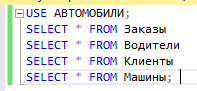 USE АВТОМОБИЛИ;
SELECT * FROM Заказы
SELECT * FROM Водители
SELECT * FROM Клиенты
SELECT * FROM Машины;